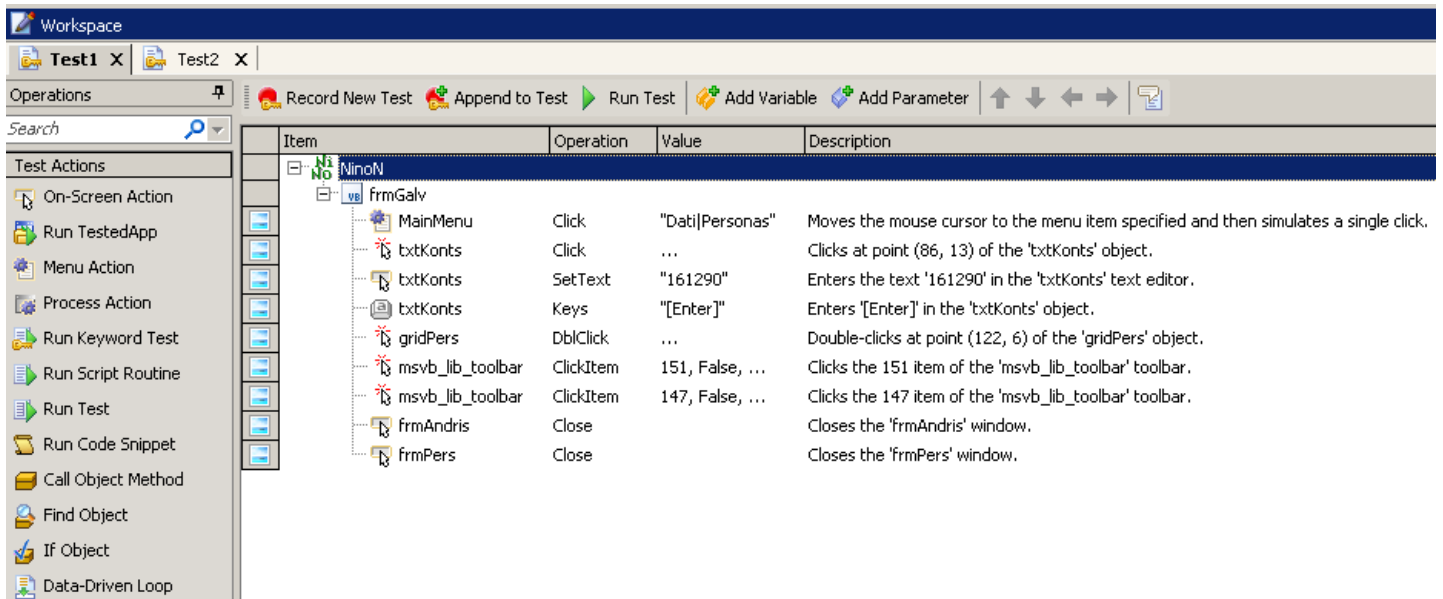 Workspace
Test1 X Test2 X
Operations
Record New Test Append to Test Run Test Add Variable Add Parameter
Search
Item Operation Value Description
Test Actions
NiNo NinoN
On-Screen Action
VB frmGalv
Run TestedApp
MainMenu Click "Dati|Personas" Moves the mouse cursor to the menu item specified and then simulates a single click.
Menu Action
txtKonts Click ... Clicks at point (86, 13) of the 'txtKonts' object.
Process Action
txtKonts SetText "161290" Enters the text '161290' in the 'txtKonts' text editor.
txtKonts Keys "[Enter]" Enters '[Enter]' in the 'txtKonts' object.
Run Keyword Test
gridPers DblClick ... Double-clicks at point (122, 6) of the 'gridPers' object.
Run Script Routine
msvb_lib_toolbar ClickItem 151, False, ... Clicks the 151 item of the 'msvb_lib_toolbar' toolbar.
msvb_lib_toolbar ClickItem 147, False, ... Clicks the 147 item of the 'msvb_lib_toolbar' toolbar.
Run Test
frmAndris Close Closes the 'frmAndris' window.
Run Code Snippet
frmPers Close Closes the 'frmPers' window.
Call Object Method
Find Object
If Object
Data-Driven Loop